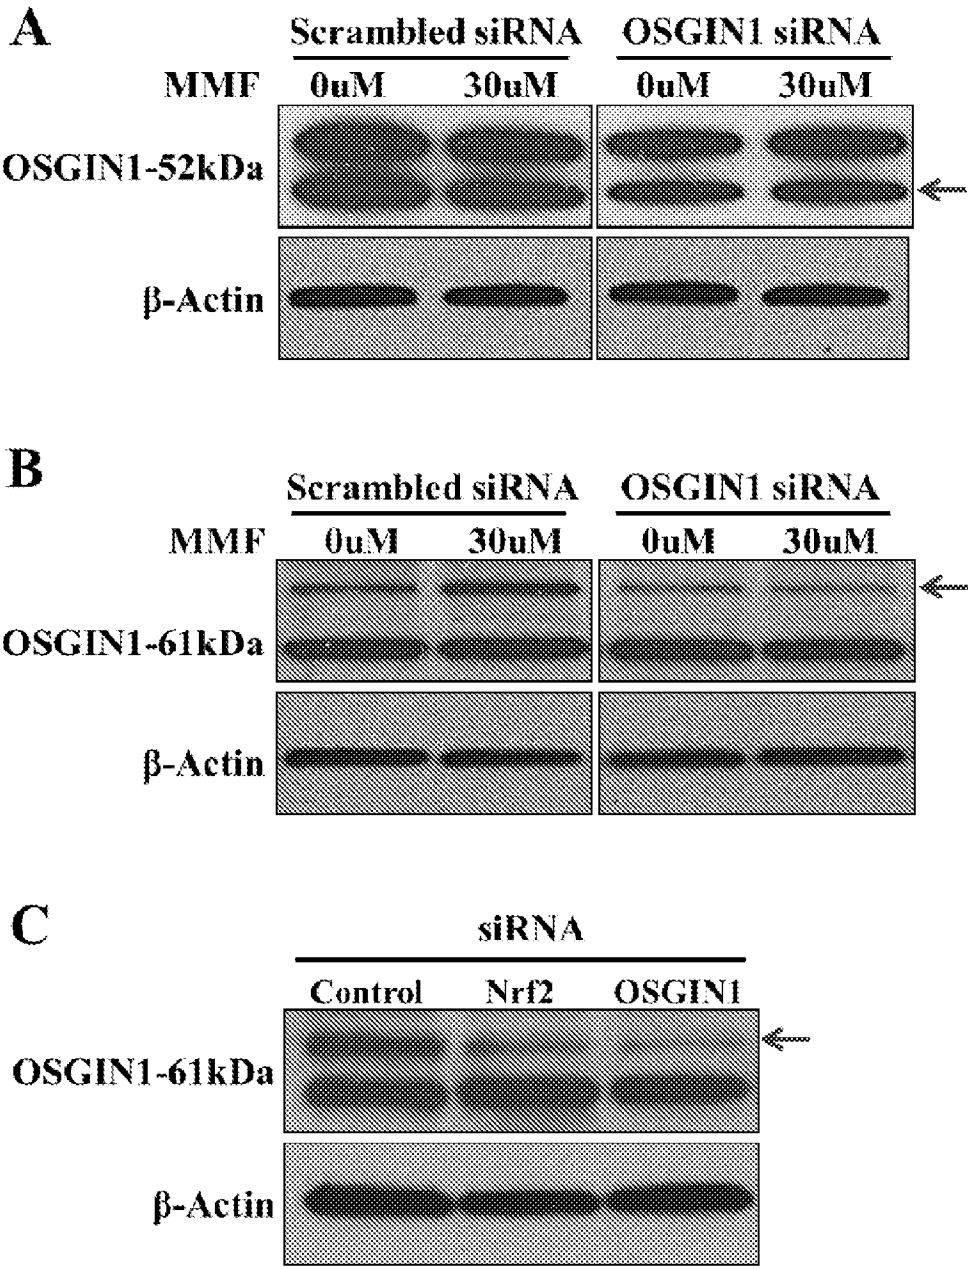 A
Scrambled siRNA OSGIN1 siRNA
MMF 0uM 30uM 0uM 30uM
OSGIN1-52kDa
β-Actin
B
Scrambled siRNA OSGIN1 siRNA
MMF 0uM 30uM 0uM 30uM
OSGIN1-61kDa
β-Actin
C
siRNA
Control Nrf2 OSGIN1
OSGIN1-61kDa
β-Actin